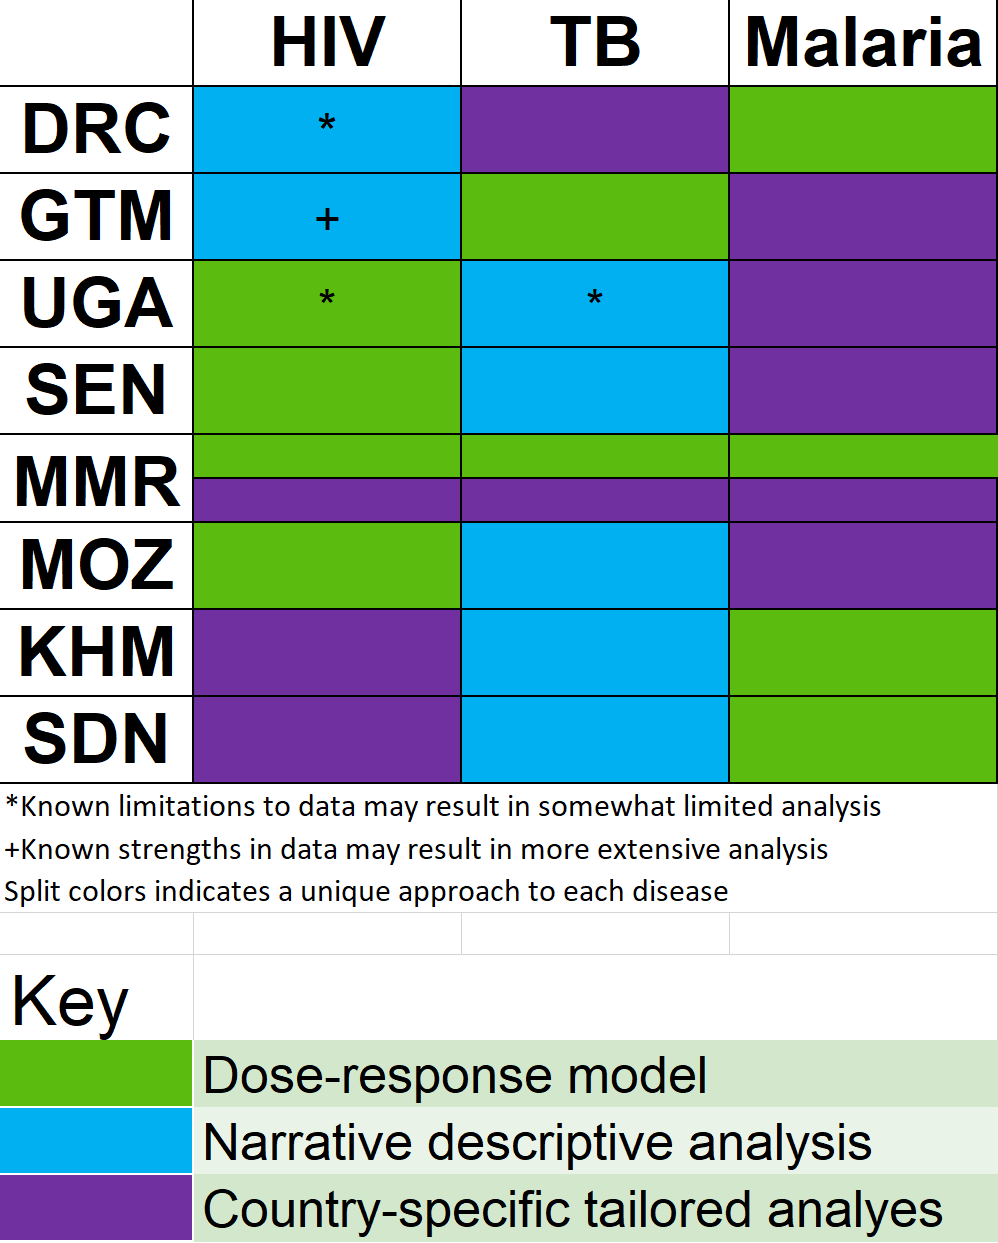 HIV TB Malaria
DRC *
GTM +
UGA * *
SEN
MMR
MOZ
KHM
SDN
*Known limitations to data may result in somewhat limited analysis
+Known strengths in data may result in more extensive analysis
Split colors indicates a unique approach to each disease
Key
Dose-response model
Narrative descriptive analysis
Country-specific tailored analyes